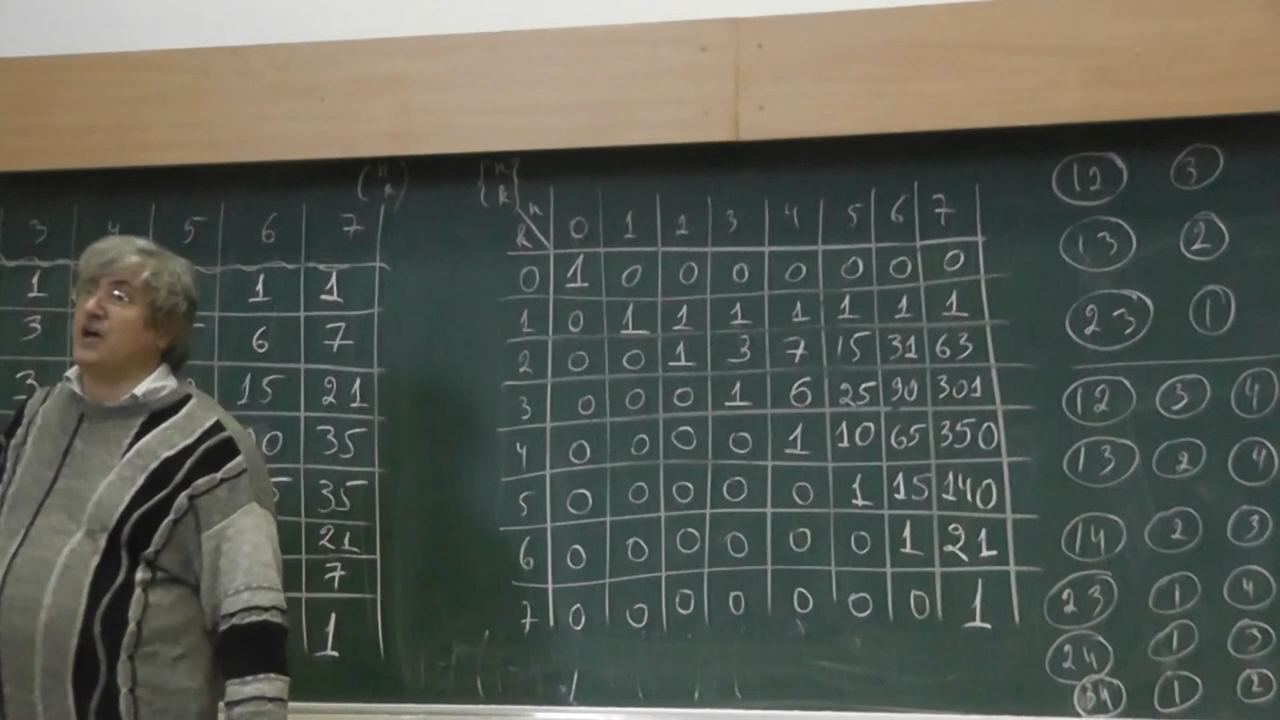 (n k)
3 4 5 6 7
1 1 1
3 6 7
3 15 21
0 35
5 35
21
7
1
{n k}
k n 0 1 2 3 4 5 6 7
0 1 0 0 0 0 0 0 0
1 0 1 1 1 1 1 1 1
2 0 0 1 3 7 15 31 63
3 0 0 0 1 6 25 90 301
4 0 0 0 0 1 10 65 350
5 0 0 0 0 0 1 15 140
6 0 0 0 0 0 0 1 21
7 0 0 0 0 0 0 0 1
12 3
13 2
23 1
12 3 4
13 2 4
14 2 3
23 1 4
24 1 3
34 1 2